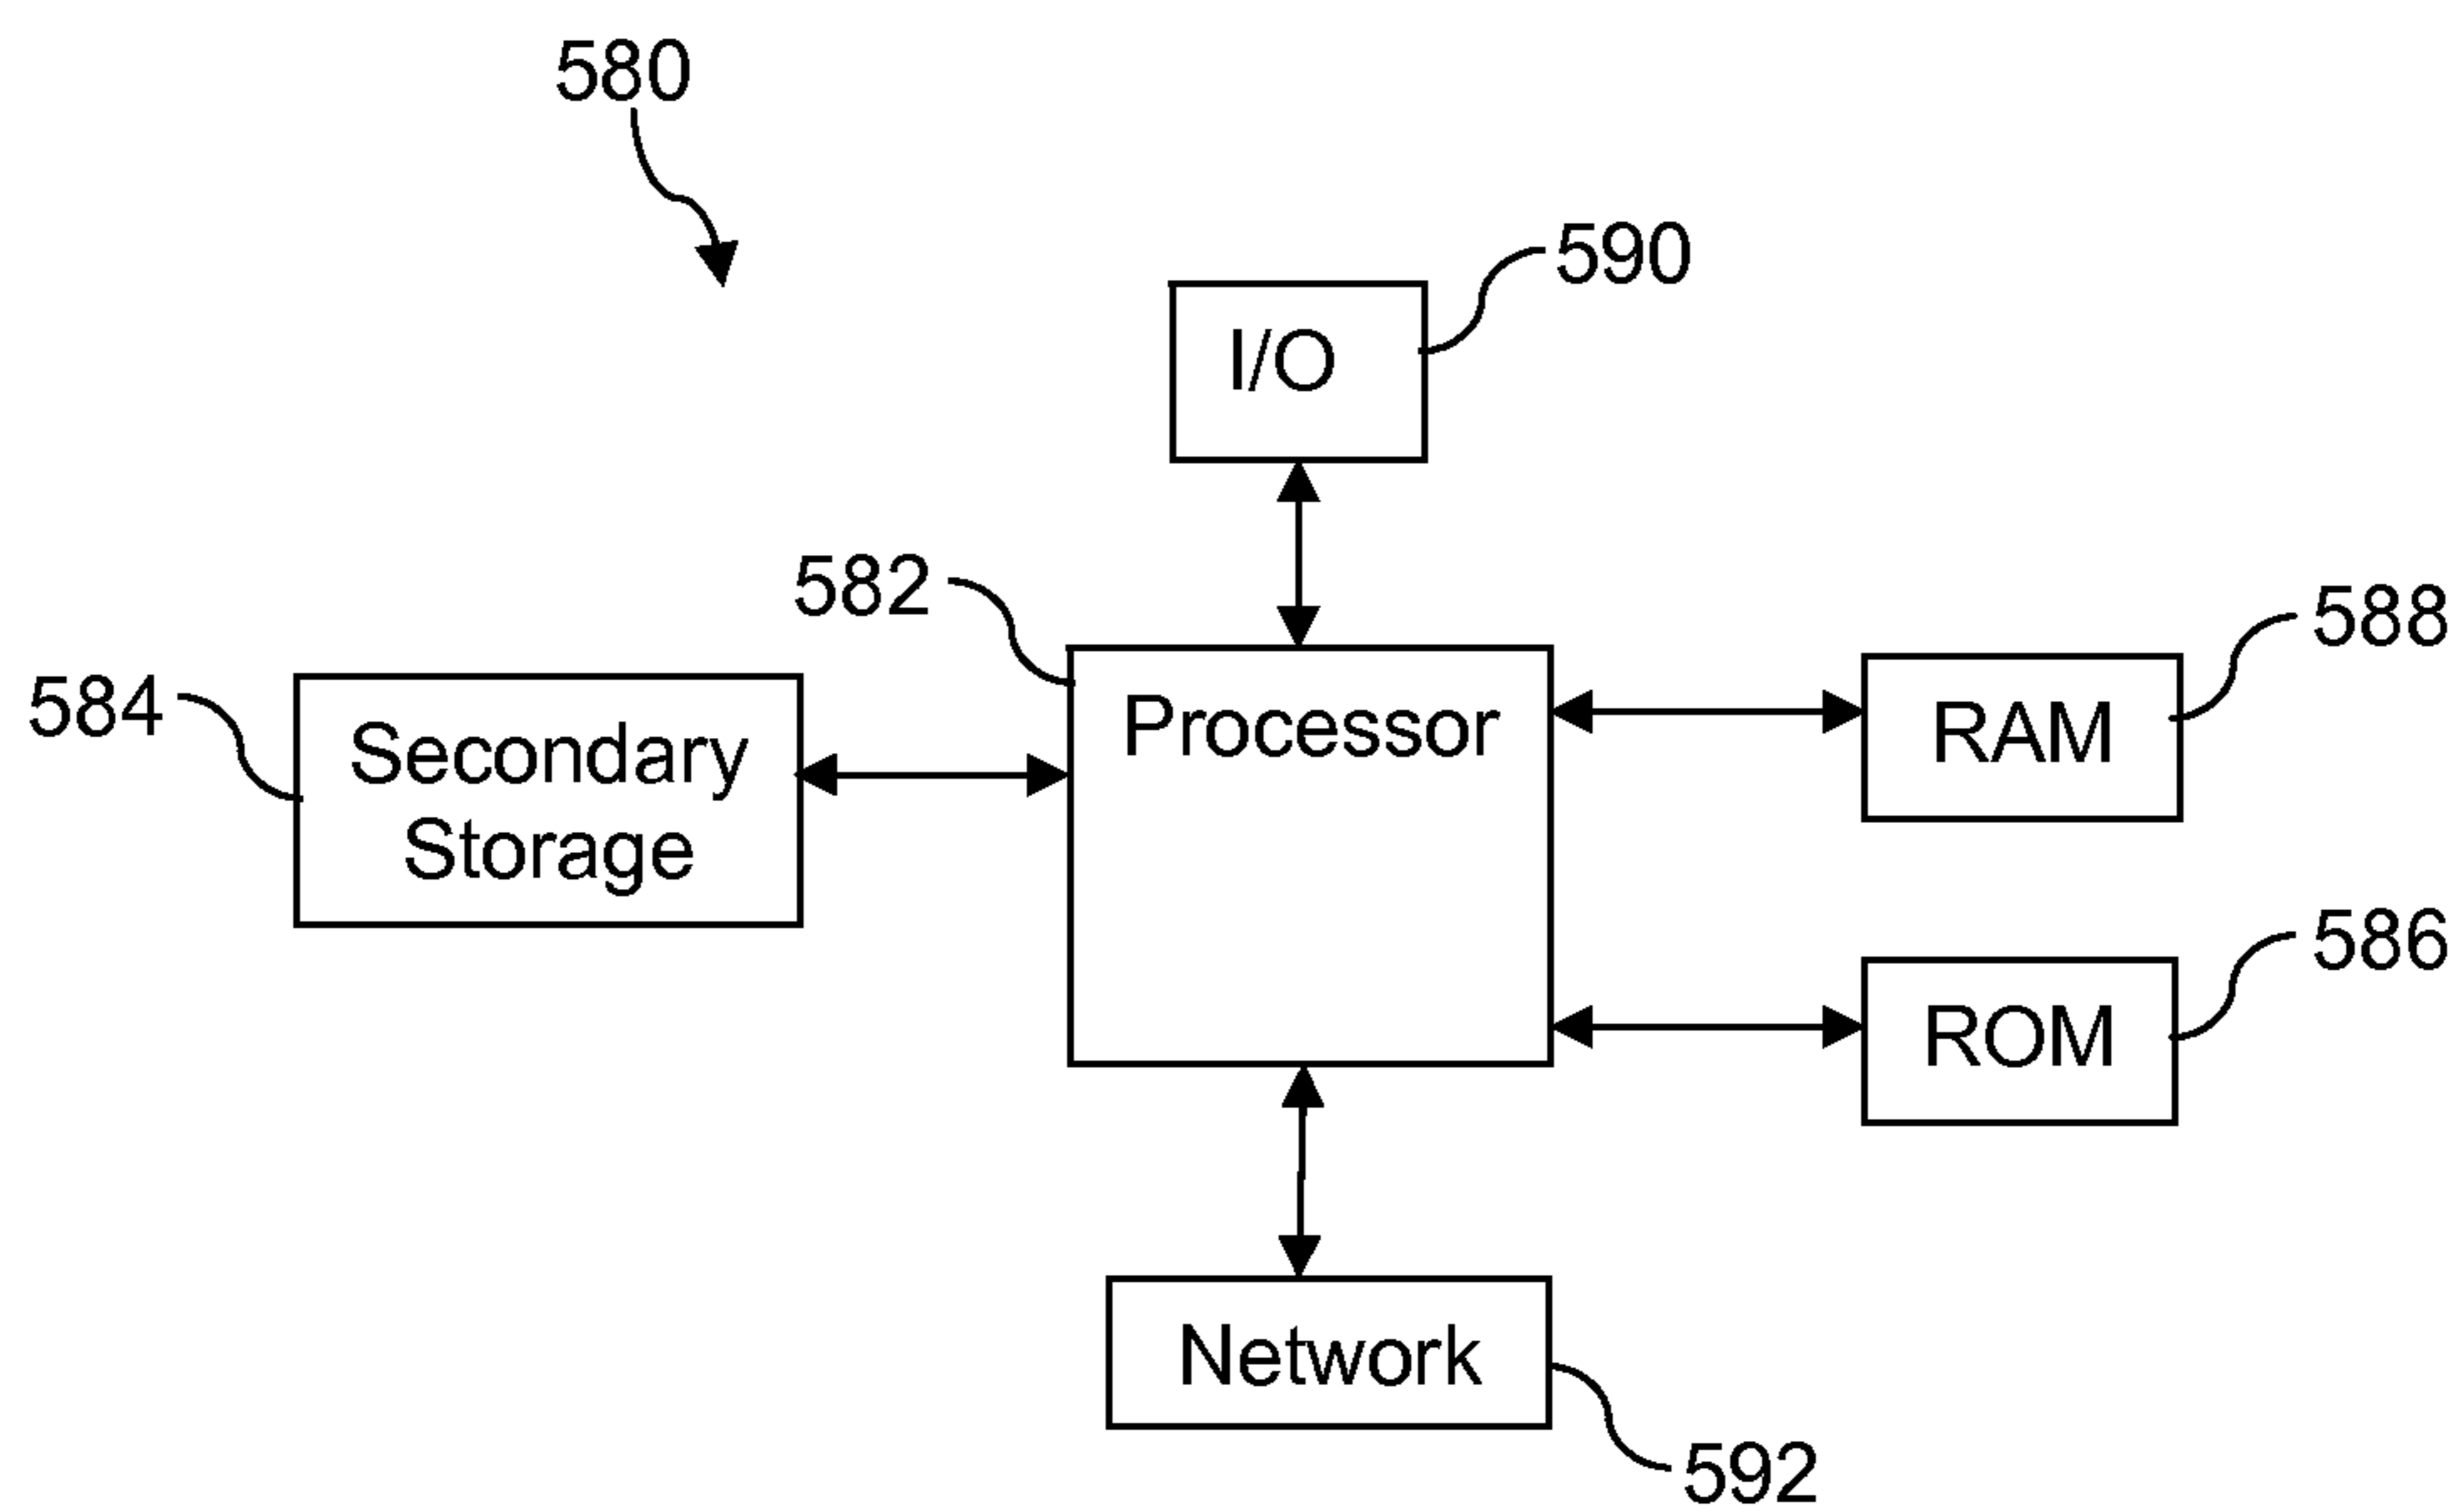 580
590
I/O
582
588
584
Processor
RAM
Secondary
Storage
586
ROM
Network
592